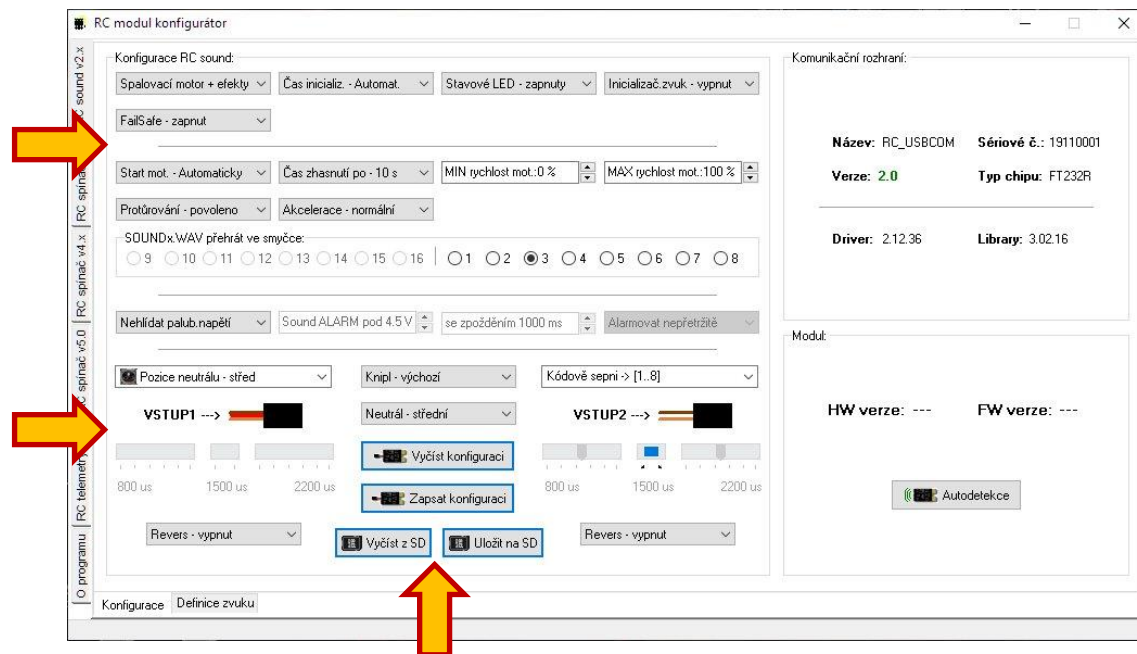 RC modul konfigurátor
Konfigurace RC sound:
Spalovací motor + efekty
Čas inicializ. - Automat.
Stavové LED - zapnuty
Inicializač.zvuk - vypnut
FailSafe - zapnut
Start mot. - Automaticky
Čas zhasnutí po - 10 s
MIN rychlost mot.:0 %
MAX rychlost mot.:100 %
Protůrování - povoleno
Akcelerace - normální
SOUNDx.WAV přehrát ve smyčce:
9 10 11 12 13 14 15 16 1 2 3 4 5 6 7 8
Nehlídat palub.napětí
Sound ALARM pod 4.5 V
se zpožděním 1000 ms
Alarmovat nepřetržitě
Pozice neutrálu - střed
Knipl - výchozí
Kódově sepni -> [1..8]
VSTUP1 --->
Neutrál - střední
VSTUP2 --->
Vyčíst konfiguraci
800 us 1500 us 2200 us
Zapsat konfiguraci
800 us 1500 us 2200 us
Revers - vypnut
Vyčíst z SD
Uložit na SD
Revers - vypnut
Konfigurace
Definice zvuku
Komunikační rozhraní:
Název: RC_USBCOM
Sériové č.: 19110001
Verze: 2.0
Typ chipu: FT232R
Driver: 2.12.36
Library: 3.02.16
Modul:
HW verze: ---
FW verze: ---
Autodetekce
sound v2.x
RC spína
RC spínač v4.x
spínač v5.0
RC telemetry
O programu